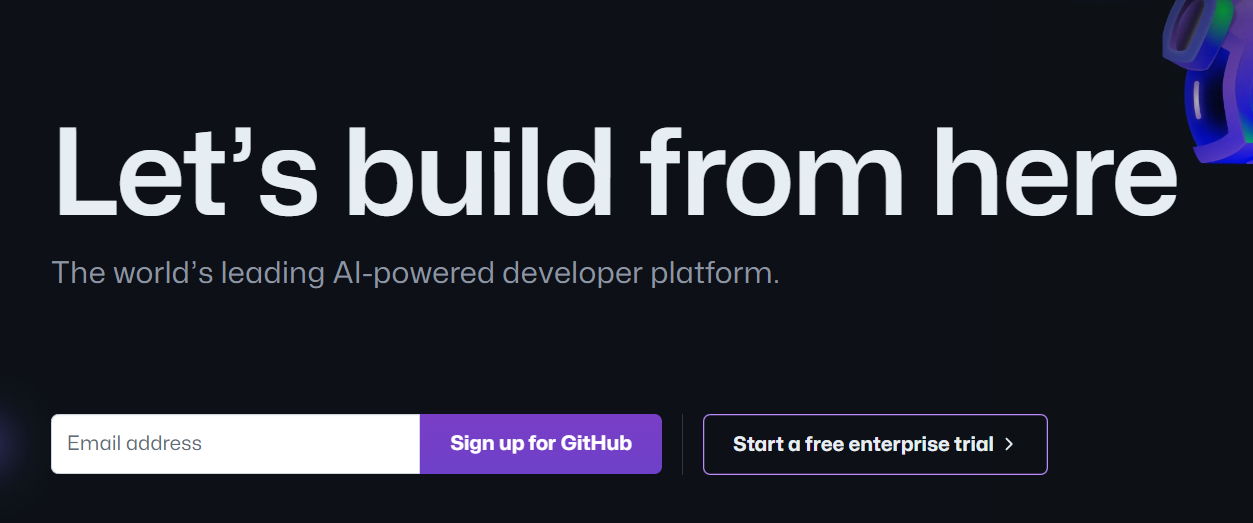 Let’s build from here
The world’s leading AI-powered developer platform.
Email address
Sign up for GitHub
Start a free enterprise trial